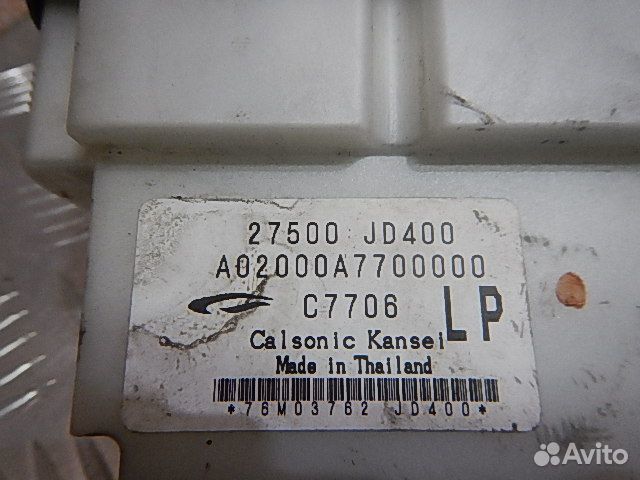 27500 JD400
A02000A7700000
C7706 LP
Calsonic Kansei
Made in Thailand
*76M03762 JD400*
Avito